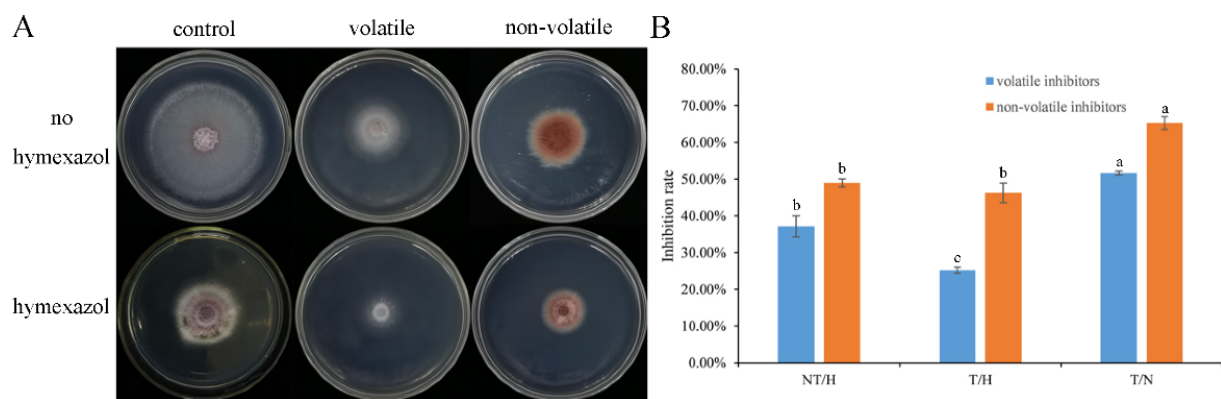 A
control
volatile
non-volatile
no
hymexazol
hymexazol
B
80.00%
70.00%
60.00%
50.00%
40.00%
30.00%
20.00%
10.00%
0.00%
Inhibition rate
volatile inhibitors
non-volatile inhibitors
b
b
c
b
a
a
NT/H
T/H
T/N